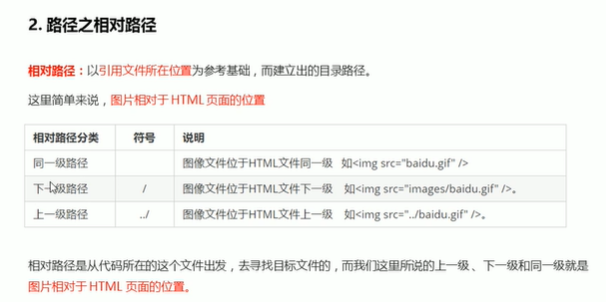 2. 路径之相对路径
相对路径：以引用文件所在位置为参考基础，而建立出的目录路径。
这里简单来说，图片相对于 HTML 页面的位置
相对路径分类 符号 说明
同一级路径 图像文件位于HTML文件同一级 如<img src="baidu.gif" />
下一级路径 / 图像文件位于HTML文件下一级 如<img src="images/baidu.gif" />。
上一级路径 ../ 图像文件位于HTML文件上一级 如<img src="../baidu.gif" />。
相对路径是从代码所在的这个文件出发，去寻找目标文件的，而我们这里所说的上一级、下一级和同一级就是
图片相对于 HTML 页面的位置。